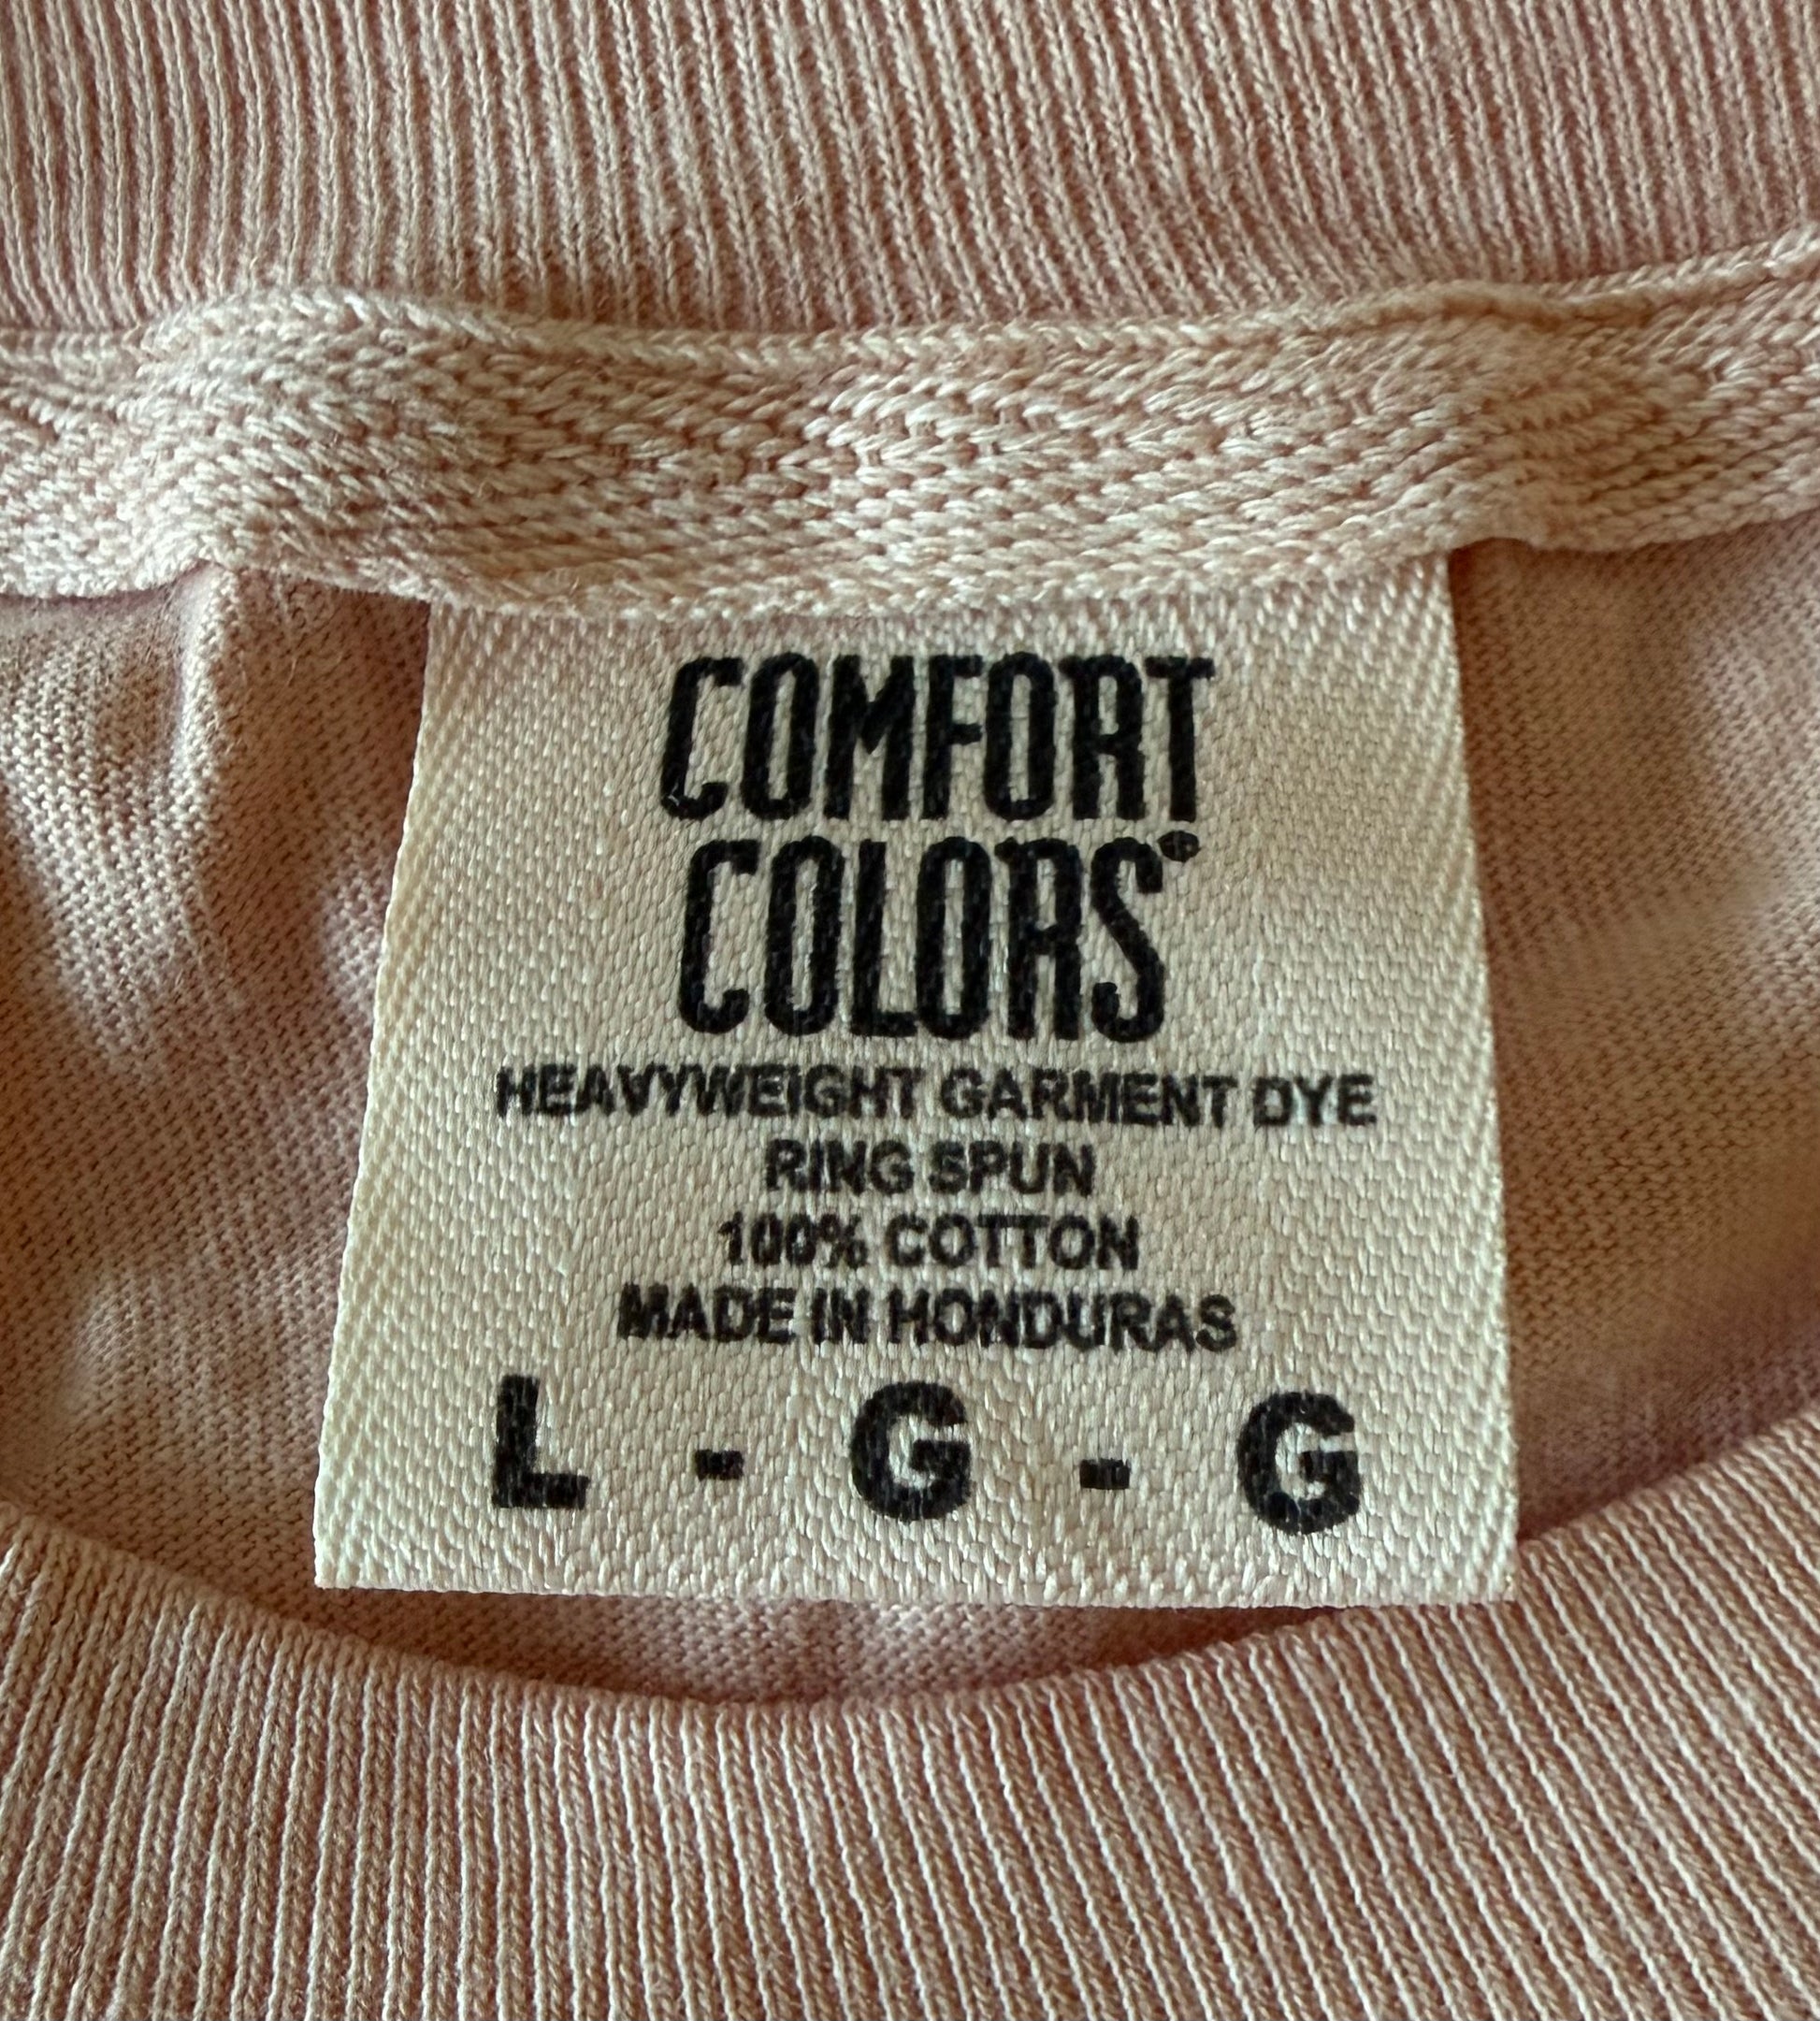 COMFORT
COLORS®
HEAVYWEIGHT GARMENT DYE
RING SPUN
100% COTTON
MADE IN HONDURAS
L - G - G